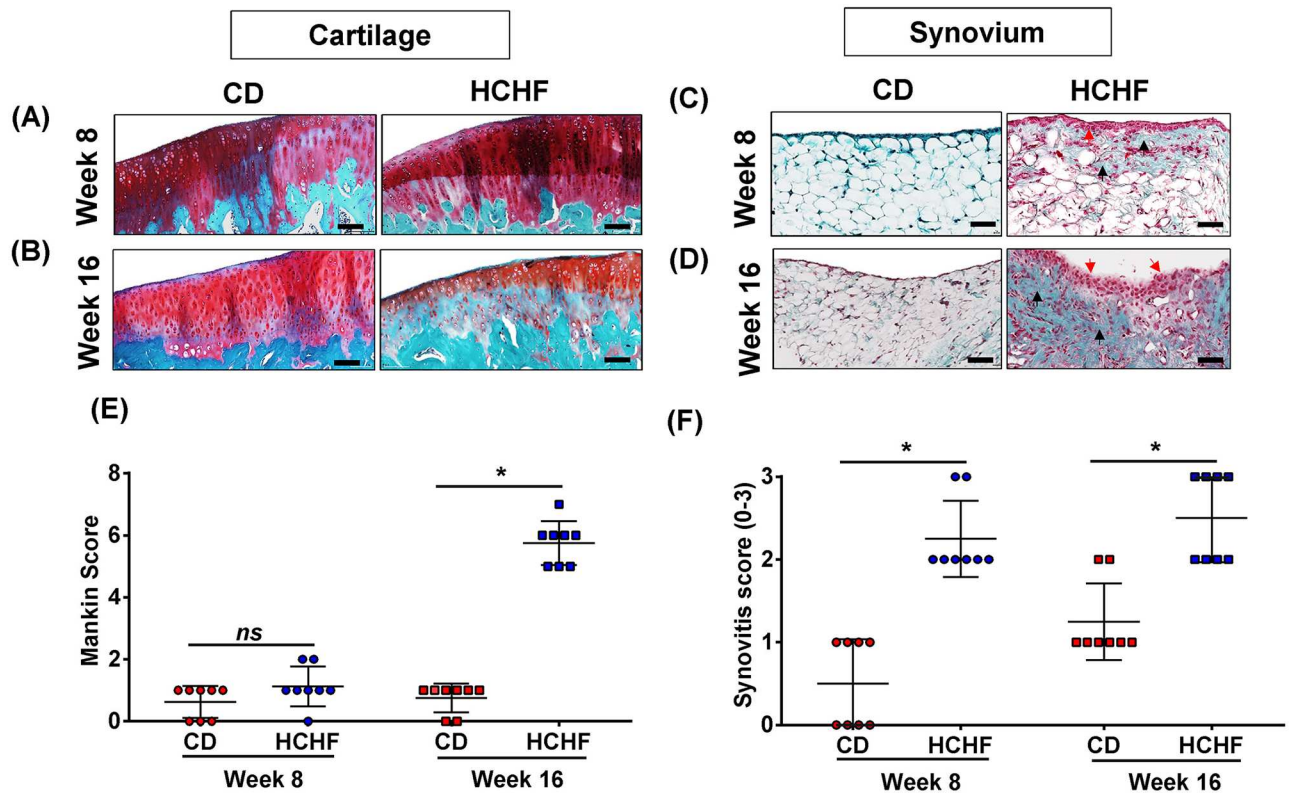 Cartilage
Synovium
CD
HCHF
CD
HCHF
(A)
Week 8
(B)
Week 16
(C)
Week 8
(D)
Week 16
(E)
Mankin Score
8
6
4
2
0
ns
*
CD
HCHF
CD
HCHF
Week 8
Week 16
(F)
Synovitis score (0-3)
3
2
1
0
*
*
CD
HCHF
CD
HCHF
Week 8
Week 16